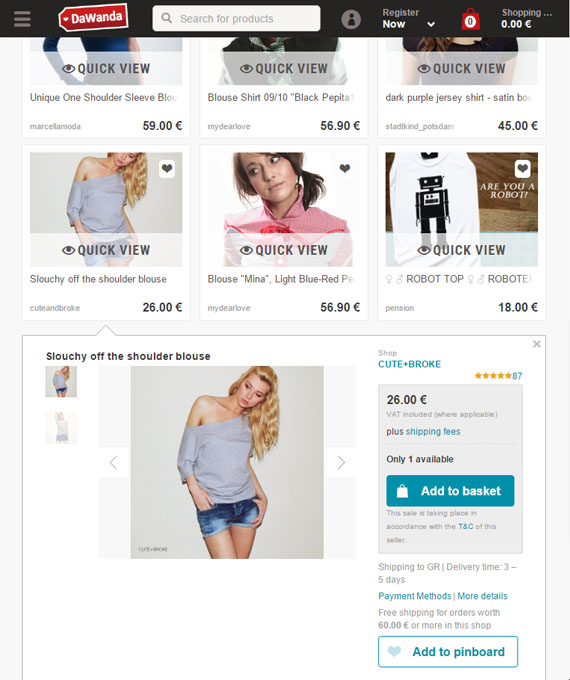 DaWanda
Search for products
Register
Now
0
Shopping ...
0.00 €
QUICK VIEW
QUICK VIEW
QUICK VIEW
Unique One Shoulder Sleeve Blou
Blouse Shirt 09/10 "Black Pepita
dark purple jersey shirt - satin bow
marcellamoda
59.00 €
mydearlove
56.90 €
stadtkind_potsdam
45.00 €
ARE YOU A
ROBOT?
QUICK VIEW
QUICK VIEW
QUICK VIEW
Slouchy off the shoulder blouse
Blouse "Mina", Light Blue-Red Pe
♀♂ ROBOT TOP ♀♂ ROBOTE
cuteandbroke
26.00 €
mydearlove
56.90 €
pension
18.00 €
Slouchy off the shoulder blouse
CUTE+BROKE
Shop
CUTE+BROKE
87
26.00 €
VAT included (where applicable)
plus shipping fees
Only 1 available
Add to basket
This sale is taking place in
accordance with the T&C of this
seller.
Shipping to GR | Delivery time: 3 –
5 days
Payment Methods | More details
Free shipping for orders worth
60.00 € or more in this shop
Add to pinboard